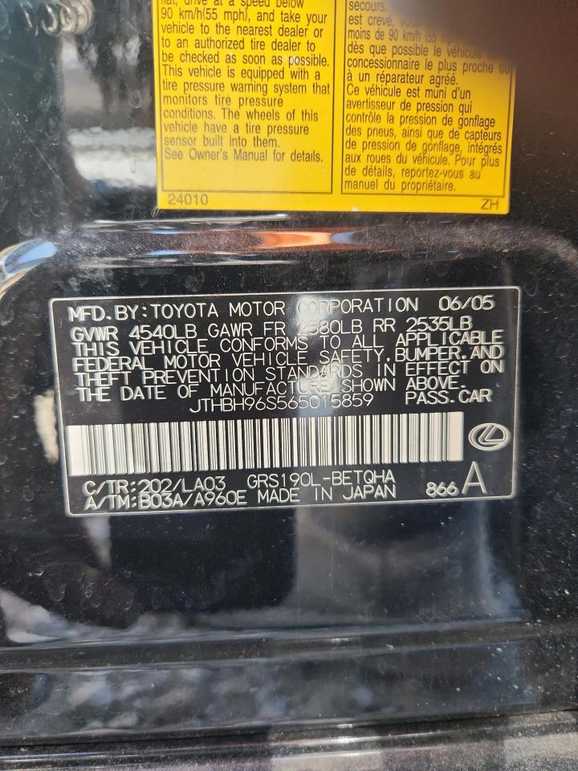 flat, drive at a speed below
90 km/h(55 mph), and take your
vehicle to the nearest dealer or
to an authorized tire dealer to
be checked as soon as possible.
This vehicle is equipped with a
tire pressure warning system that
monitors tire pressure
conditions. The wheels of this
vehicle have a tire pressure
sensor built into them.
See Owner's Manual for details.
24010
secours.
est crevé,
moins de 90 km/h
dès que possible le véhicule
concessionnaire le plus proche ou
à un réparateur agréé.
Ce véhicule est muni d'un
avertisseur de pression qui
contrôle la pression de gonflage
des pneus, ainsi que de capteurs
de pression de gonflage, intégrés
aux roues du véhicule. Pour plus
de détails, reportez-vous au
manuel du propriétaire.
ZH
MFD. BY: TOYOTA MOTOR CORPORATION 06/05
GVWR 4540LB GAWR FR 2580LB RR 2535LB
THIS VEHICLE CONFORMS TO ALL APPLICABLE
FEDERAL MOTOR VEHICLE SAFETY, BUMPER, AND
THEFT PREVENTION STANDARDS IN EFFECT ON
THE DATE OF MANUFACTURE SHOWN ABOVE.
JTHBH96S565015859 PASS. CAR
C/TR: 202/LA03 GRS190L-BETQHA
A/TM: B03A/A960E MADE IN JAPAN 866 A